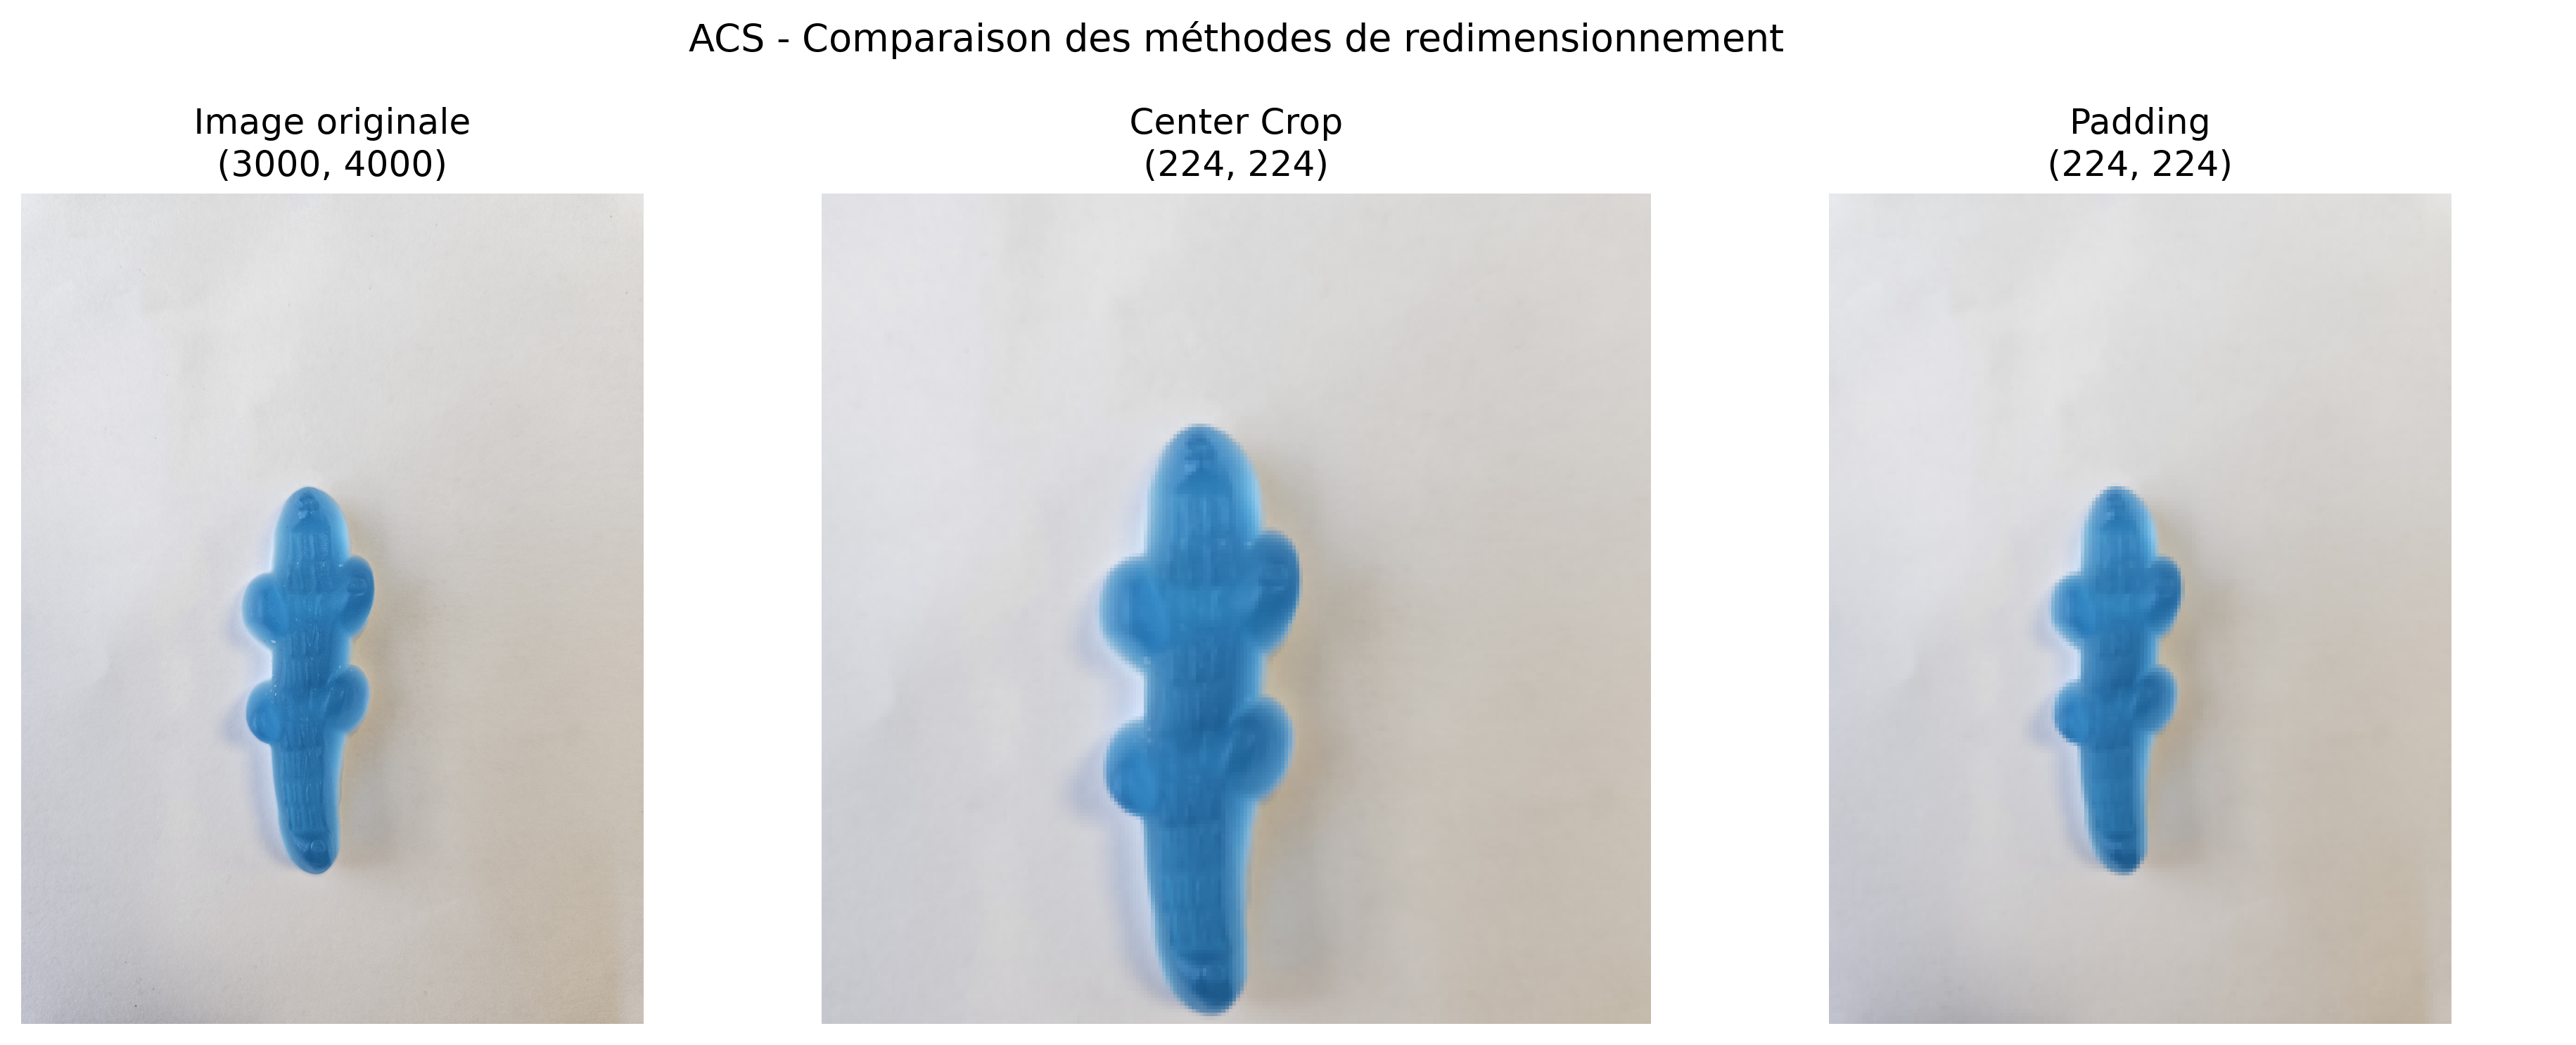 ACS - Comparaison des méthodes de redimensionnement
Image originale
(3000, 4000)
Center Crop
(224, 224)
Padding
(224, 224)